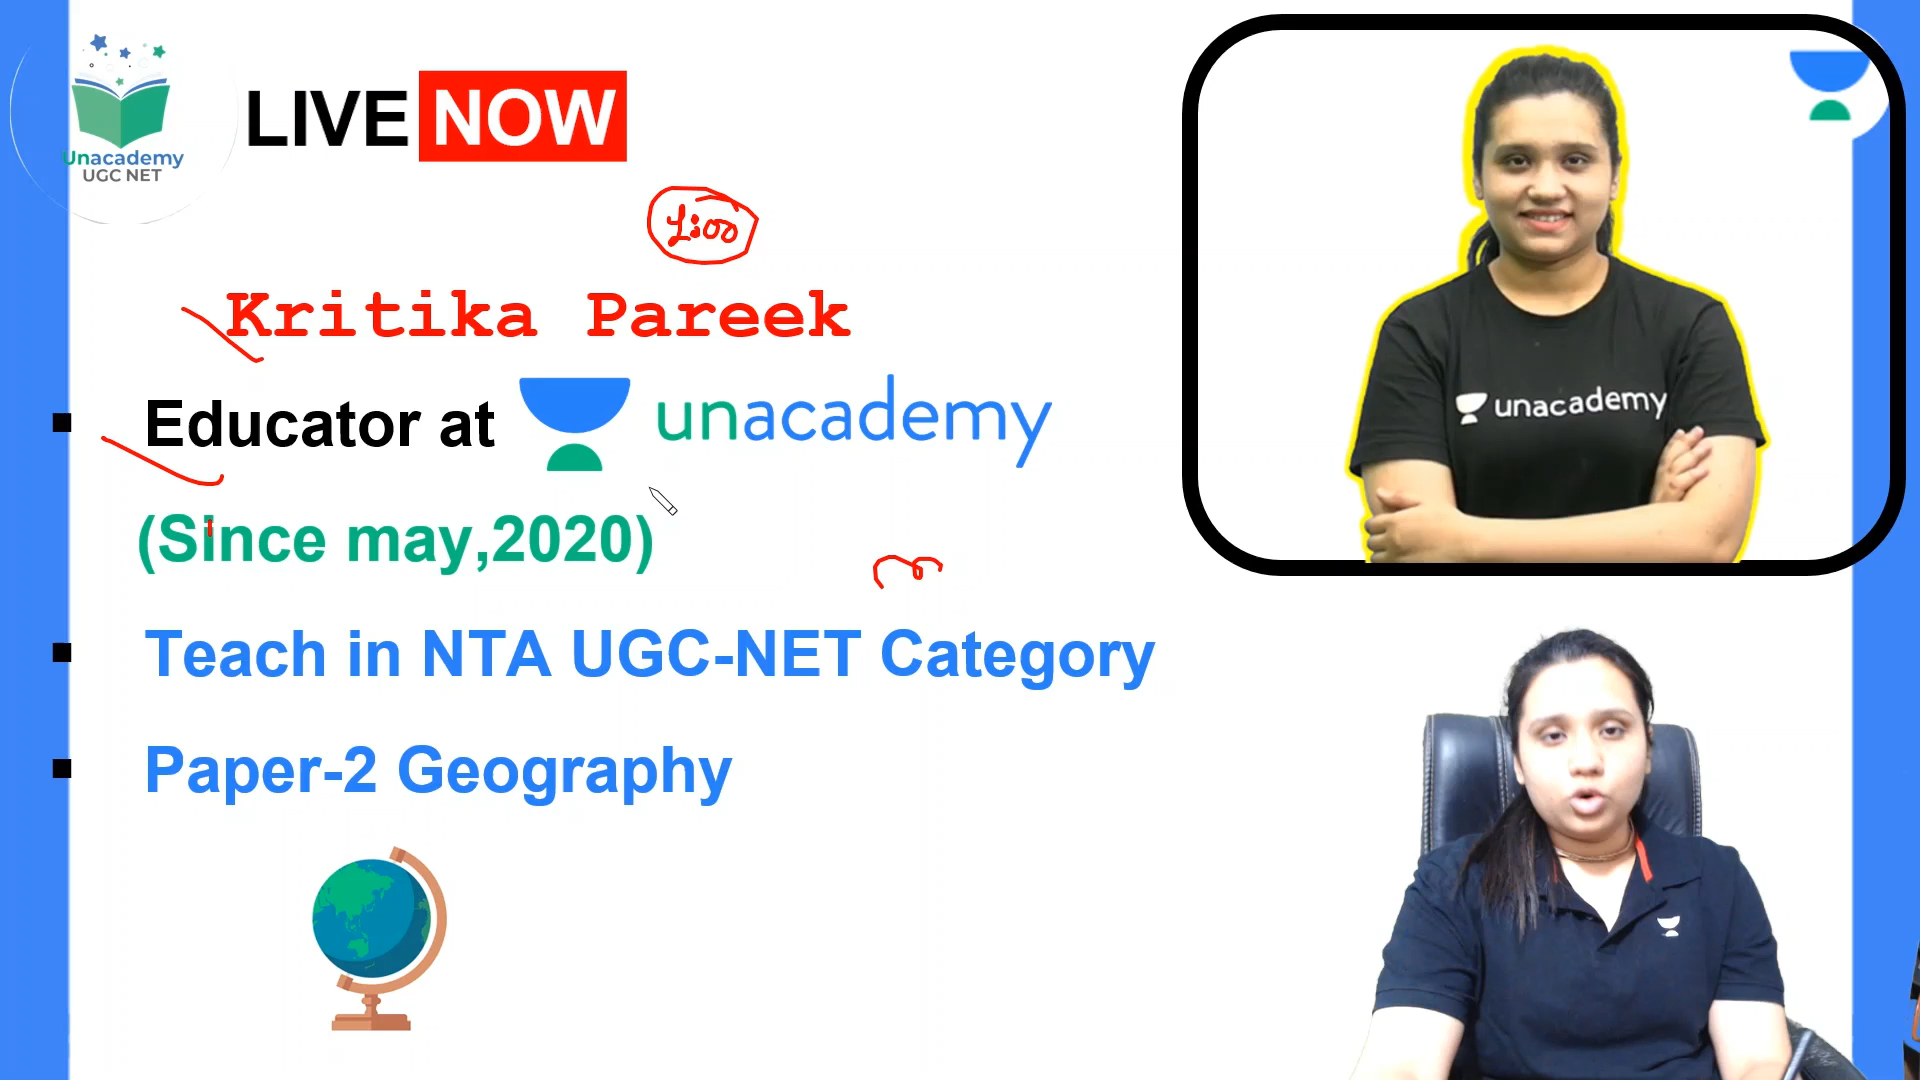 Unacademy
UGC NET
LIVE NOW
Kritika Pareek
Educator at unacademy
(Since may,2020)
Teach in NTA UGC-NET Category
Paper-2 Geography
unacademy